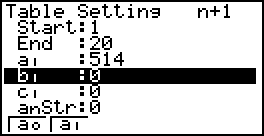 Table Setting n+1
Start:1
End :20
a₁ :514
b₁ :0
c₁ :0
anStr:0
a₀ a₁